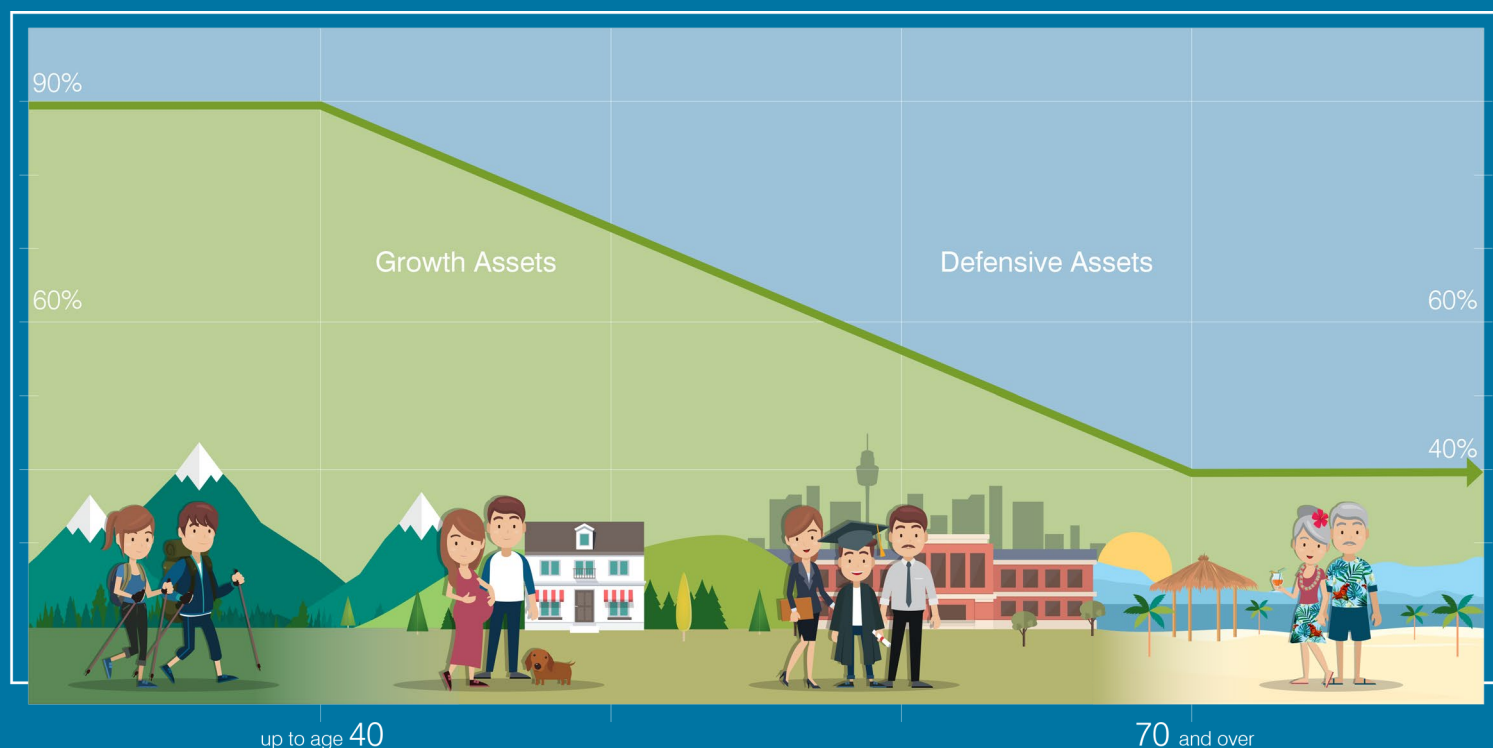 90%
Growth Assets
Defensive Assets
60%
60%
40%
up to age 40
70 and over